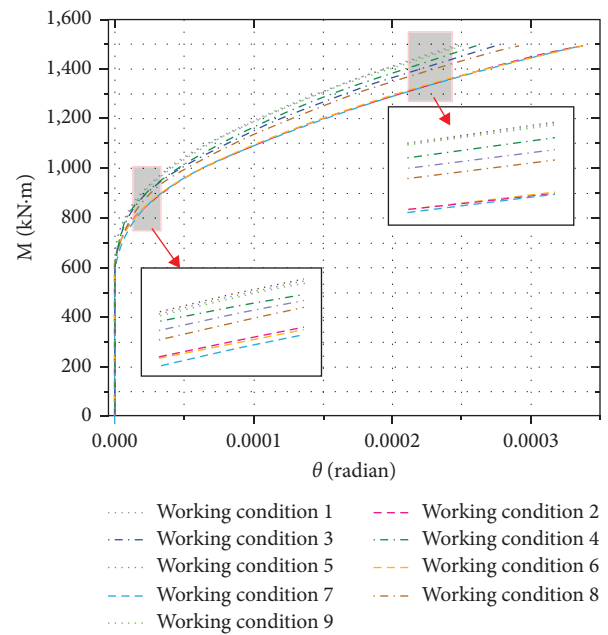 1,600
1,400
1,200
1,000
800
600
400
200
0
M (kN·m)
0.000
0.0001
0.0002
0.0003
θ (radian)
Working condition 1
Working condition 2
Working condition 3
Working condition 4
Working condition 5
Working condition 6
Working condition 7
Working condition 8
Working condition 9